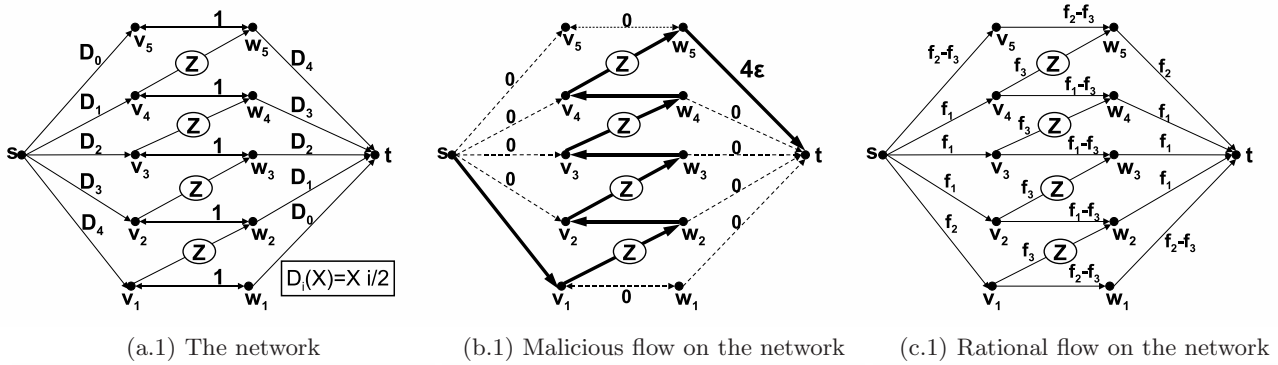 1
v5
w5
D0
Z
D4
1
D1
v4
w4
D3
Z
s
D2
1
D2
t
v3
w3
D3
Z
D1
1
D4
v2
w2
D0
Z
1
v1
w1
Di(X)=X i/2
(a.1) The network
0
v5
w5
0
Z
4ε
0
v4
w4
0
Z
s
0
0
t
v3
w3
0
Z
0
0
v2
w2
0
Z
0
v1
w1
(b.1) Malicious flow on the network
f2-f3
v5
w5
f2-f3
Z
f3
f2
f1
f1-f3
v4
w4
f1
Z
f3
s
f1
f1-f3
f1
t
v3
w3
f1
Z
f3
f1
f1-f3
f2
v2
w2
f2-f3
Z
f3
f2-f3
v1
w1
(c.1) Rational flow on the network